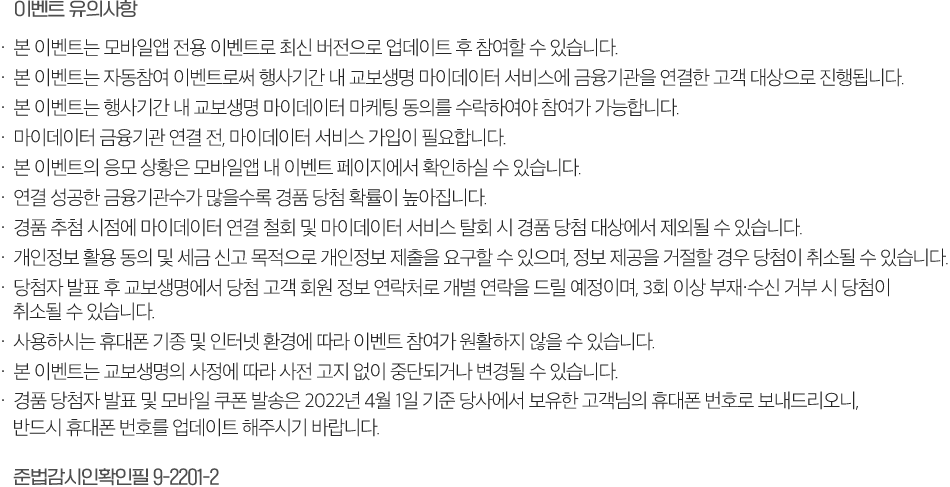 이벤트 유의사항
· 본 이벤트는 모바일앱 전용 이벤트로 최신 버전으로 업데이트 후 참여할 수 있습니다.
· 본 이벤트는 자동참여 이벤트로써 행사기간 내 교보생명 마이데이터 서비스에 금융기관을 연결한 고객 대상으로 진행됩니다.
· 본 이벤트는 행사기간 내 교보생명 마이데이터 마케팅 동의를 수락하여야 참여가 가능합니다.
· 마이데이터 금융기관 연결 전, 마이데이터 서비스 가입이 필요합니다.
· 본 이벤트의 응모 상황은 모바일앱 내 이벤트 페이지에서 확인하실 수 있습니다.
· 연결 성공한 금융기관수가 많을수록 경품 당첨 확률이 높아집니다.
· 경품 추첨 시점에 마이데이터 연결 철회 및 마이데이터 서비스 탈회 시 경품 당첨 대상에서 제외될 수 있습니다.
· 개인정보 활용 동의 및 세금 신고 목적으로 개인정보 제출을 요구할 수 있으며, 정보 제공을 거절할 경우 당첨이 취소될 수 있습니다.
· 당첨자 발표 후 교보생명에서 당첨 고객 회원 정보 연락처로 개별 연락을 드릴 예정이며, 3회 이상 부재·수신 거부 시 당첨이
취소될 수 있습니다.
· 사용하시는 휴대폰 기종 및 인터넷 환경에 따라 이벤트 참여가 원활하지 않을 수 있습니다.
· 본 이벤트는 교보생명의 사정에 따라 사전 고지 없이 중단되거나 변경될 수 있습니다.
· 경품 당첨자 발표 및 모바일 쿠폰 발송은 2022년 4월 1일 기준 당사에서 보유한 고객님의 휴대폰 번호로 보내드리오니,
반드시 휴대폰 번호를 업데이트 해주시기 바랍니다.
준법감시인확인필 9-2201-2